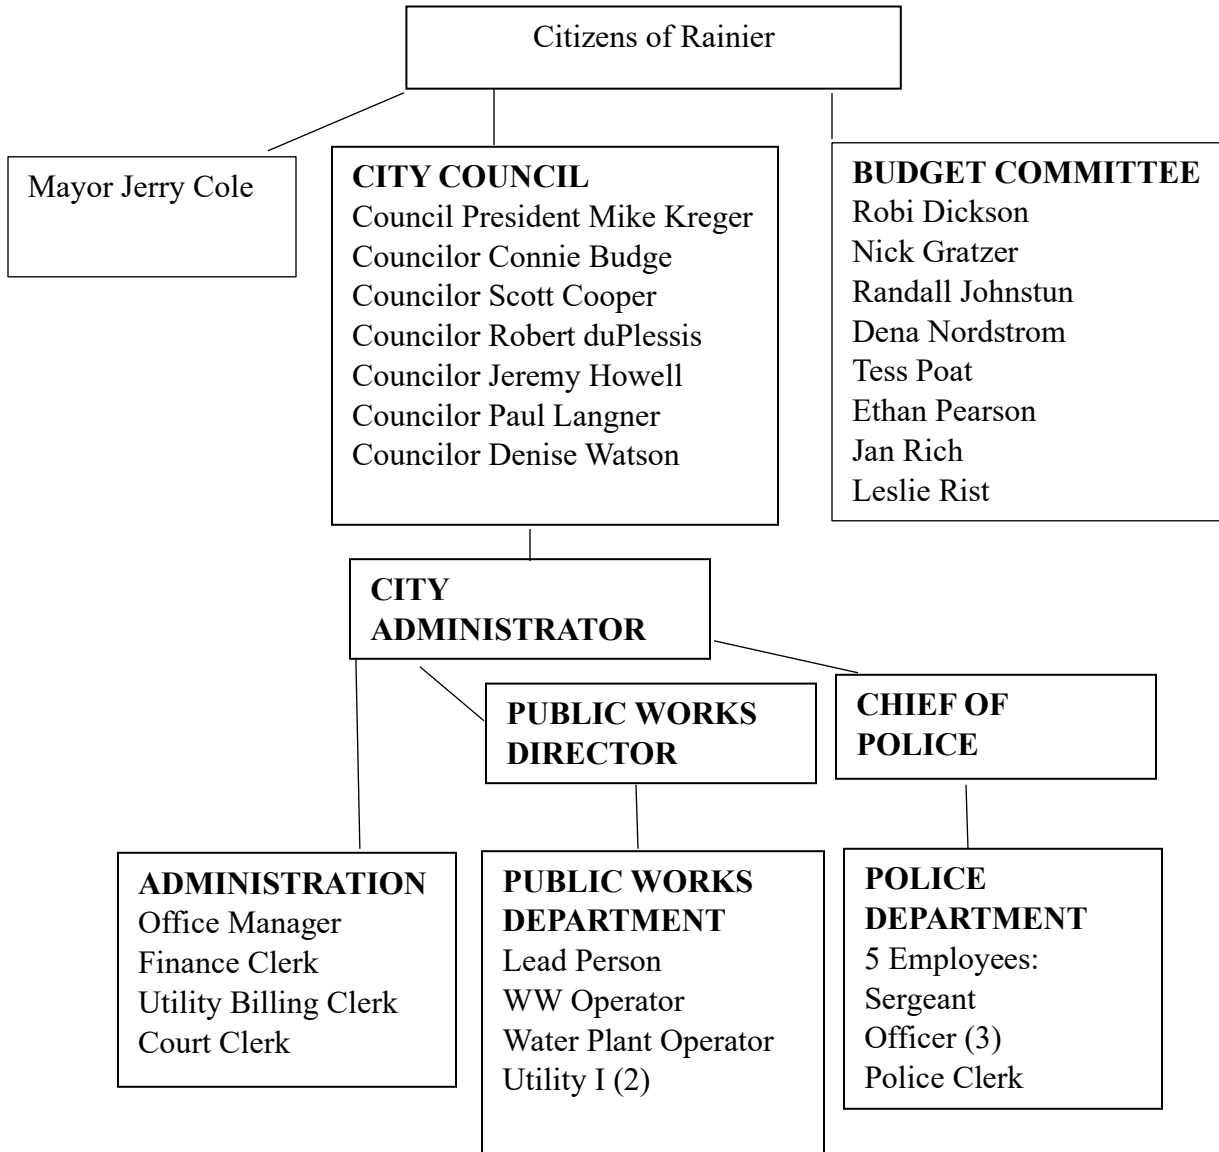 Citizens of Rainier
Mayor Jerry Cole
CITY COUNCIL
Council President Mike Kreger
Councilor Connie Budge
Councilor Scott Cooper
Councilor Robert duPlessis
Councilor Jeremy Howell
Councilor Paul Langner
Councilor Denise Watson
BUDGET COMMITTEE
Robi Dickson
Nick Gratzer
Randall Johnstun
Dena Nordstrom
Tess Poat
Ethan Pearson
Jan Rich
Leslie Rist
CITY
ADMINISTRATOR
PUBLIC WORKS
DIRECTOR
CHIEF OF
POLICE
ADMINISTRATION
Office Manager
Finance Clerk
Utility Billing Clerk
Court Clerk
PUBLIC WORKS
DEPARTMENT
Lead Person
WW Operator
Water Plant Operator
Utility I (2)
POLICE
DEPARTMENT
5 Employees:
Sergeant
Officer (3)
Police Clerk